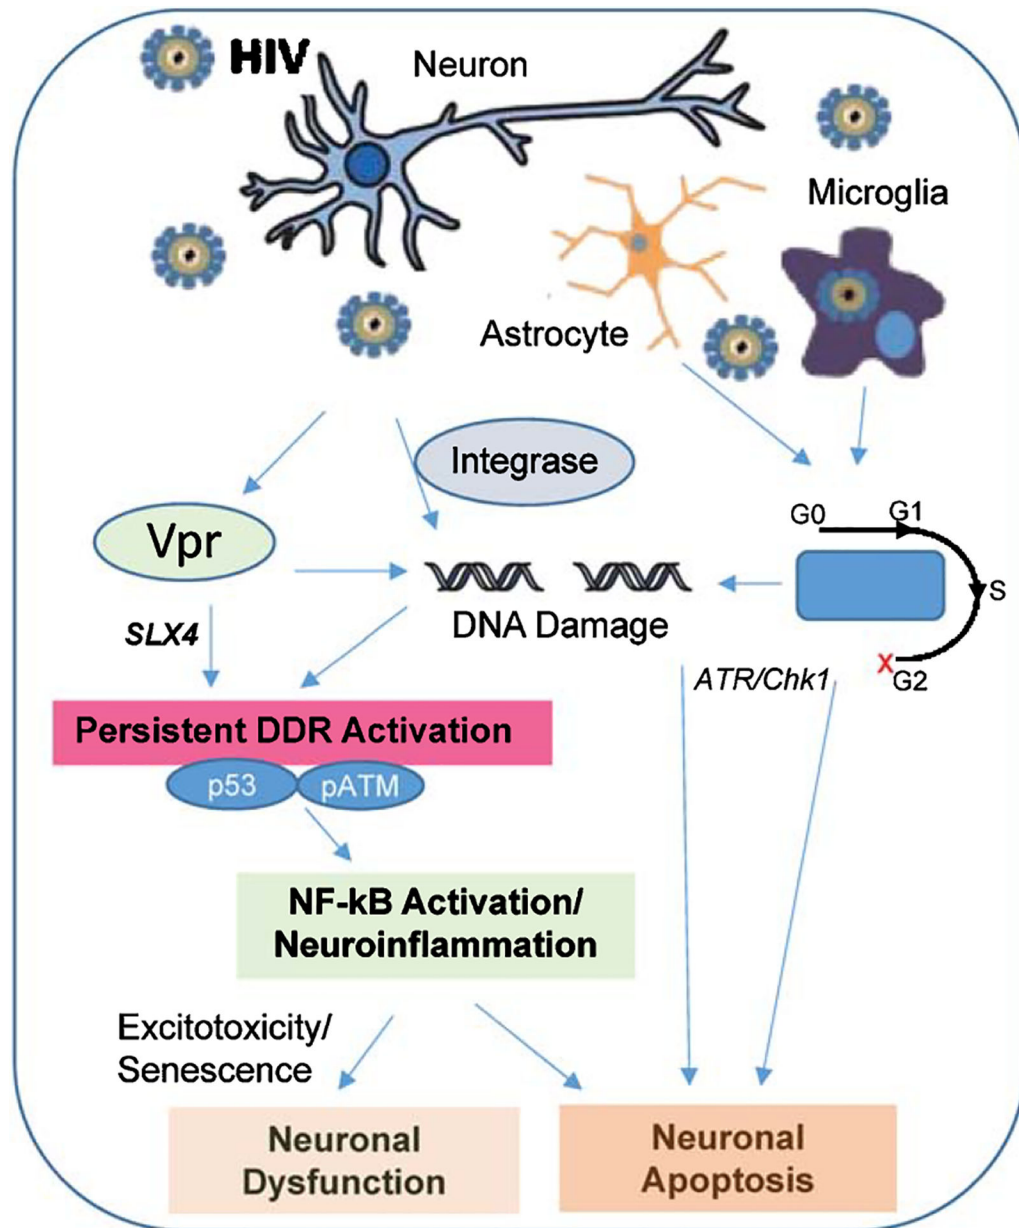 HIV
Neuron
Microglia
Astrocyte
Integrase
Vpr
G0
G1
S
X
G2
DNA Damage
SLX4
ATR/Chk1
Persistent DDR Activation
p53
pATM
NF-kB Activation/
Neuroinflammation
Excitotoxicity/
Senescence
Neuronal
Dysfunction
Neuronal
Apoptosis